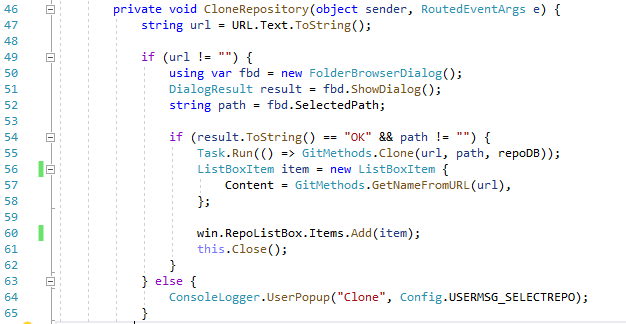 46 private void CloneRepository(object sender, RoutedEventArgs e) {
47 string url = URL.Text.ToString();
48
49 if (url != "") {
50 using var fbd = new FolderBrowserDialog();
51 DialogResult result = fbd.ShowDialog();
52 string path = fbd.SelectedPath;
53
54 if (result.ToString() == "OK" && path != "") {
55 Task.Run(() => GitMethods.Clone(url, path, repoDB));
56 ListBoxItem item = new ListBoxItem {
57 Content = GitMethods.GetNameFromURL(url),
58 };
59
60 win.RepoListBox.Items.Add(item);
61 this.Close();
62 }
63 } else {
64 ConsoleLogger.UserPopup("Clone", Config.USERMSG_SELECTREPO);
65 }